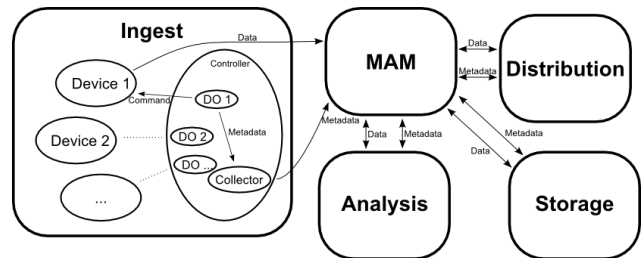 Ingest
Data
Controller
Device 1
Command
DO 1
Metadata
Device 2
DO 2
DO ...
...
Collector
Metadata
MAM
Data
Metadata
Distribution
Data
Metadata
Metadata
Data
Analysis
Storage